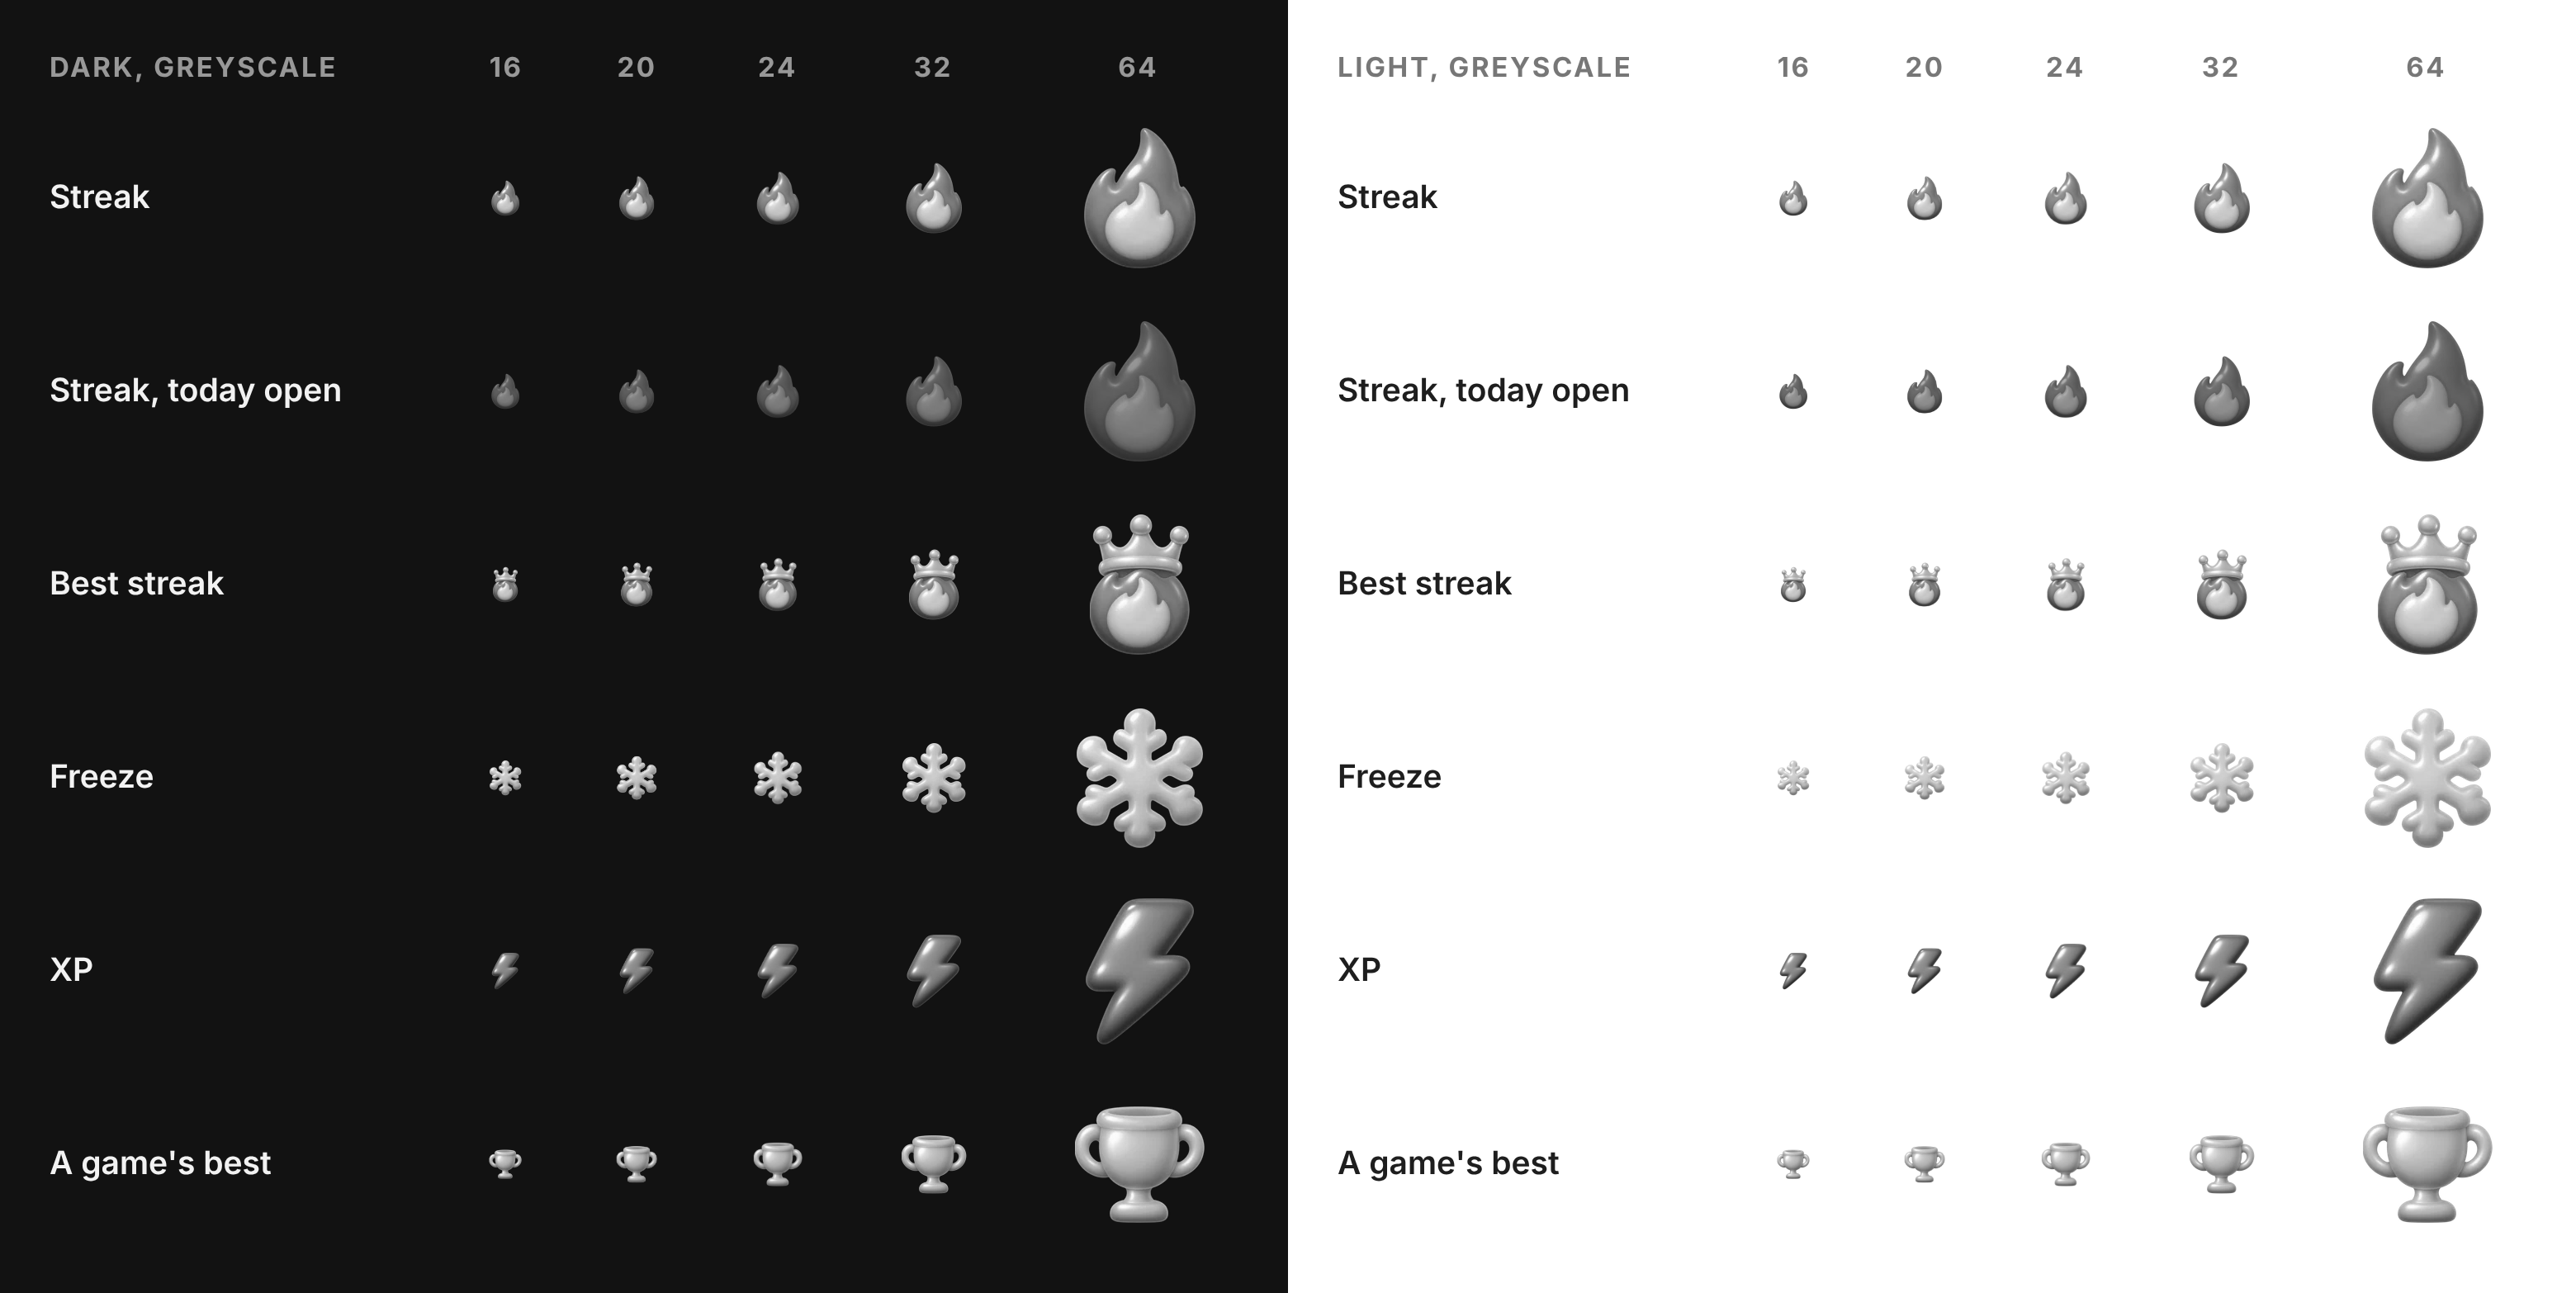 DARK, GREYSCALE 16 20 24 32 64
Streak
Streak, today open
Best streak
Freeze
XP
A game's best
LIGHT, GREYSCALE 16 20 24 32 64
Streak
Streak, today open
Best streak
Freeze
XP
A game's best